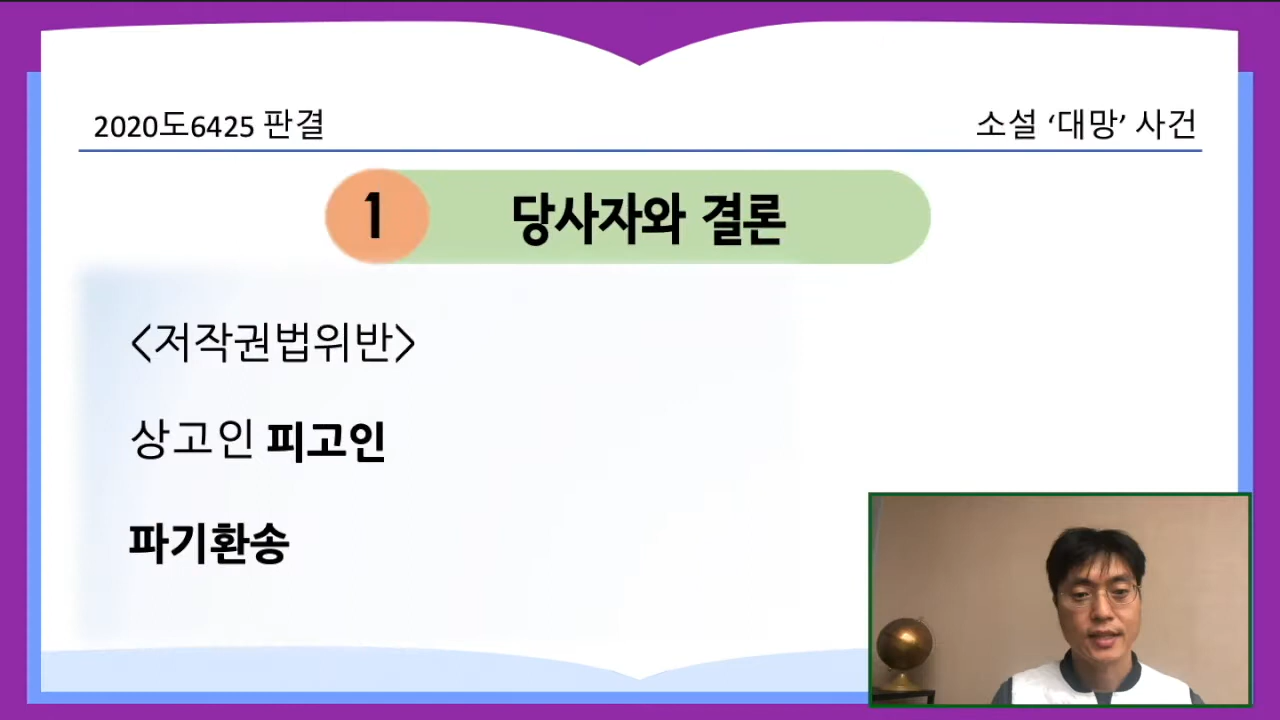 2020도6425 판결
소설 ‘대망’ 사건
1 당사자와 결론
<저작권법위반>
상고인 피고인
파기환송